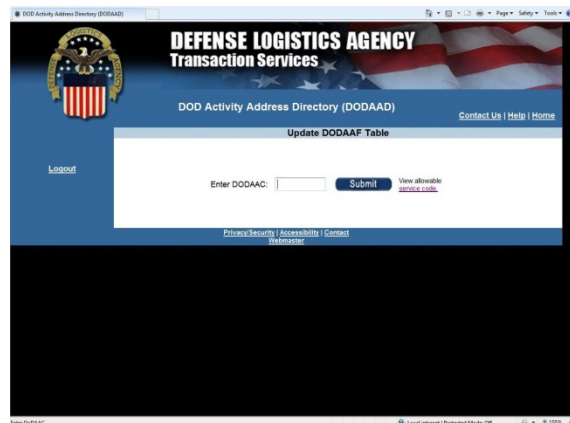 DOD Activity Address Directory (DODAAD)
Page Safety Tools
DEFENSE LOGISTICS AGENCY
Transaction Services
DOD Activity Address Directory (DODAAD)
Contact Us | Help | Home
Update DODAAF Table
Logout
Enter DODAAC:
Submit
View allowable
service code.
Privacy/Security | Accessibility | Contact
Webmaster
Enter DoDAAC
Local intranet | Protected Mode: Off